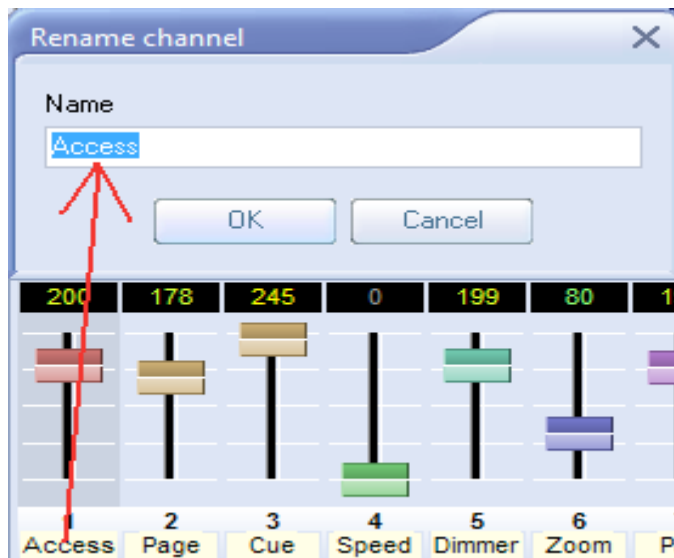 Rename channel
Name
Access
OK Cancel
200 178 245 0 199 80 1
1 2 3 4 5 6
Access Page Cue Speed Dimmer Zoom P